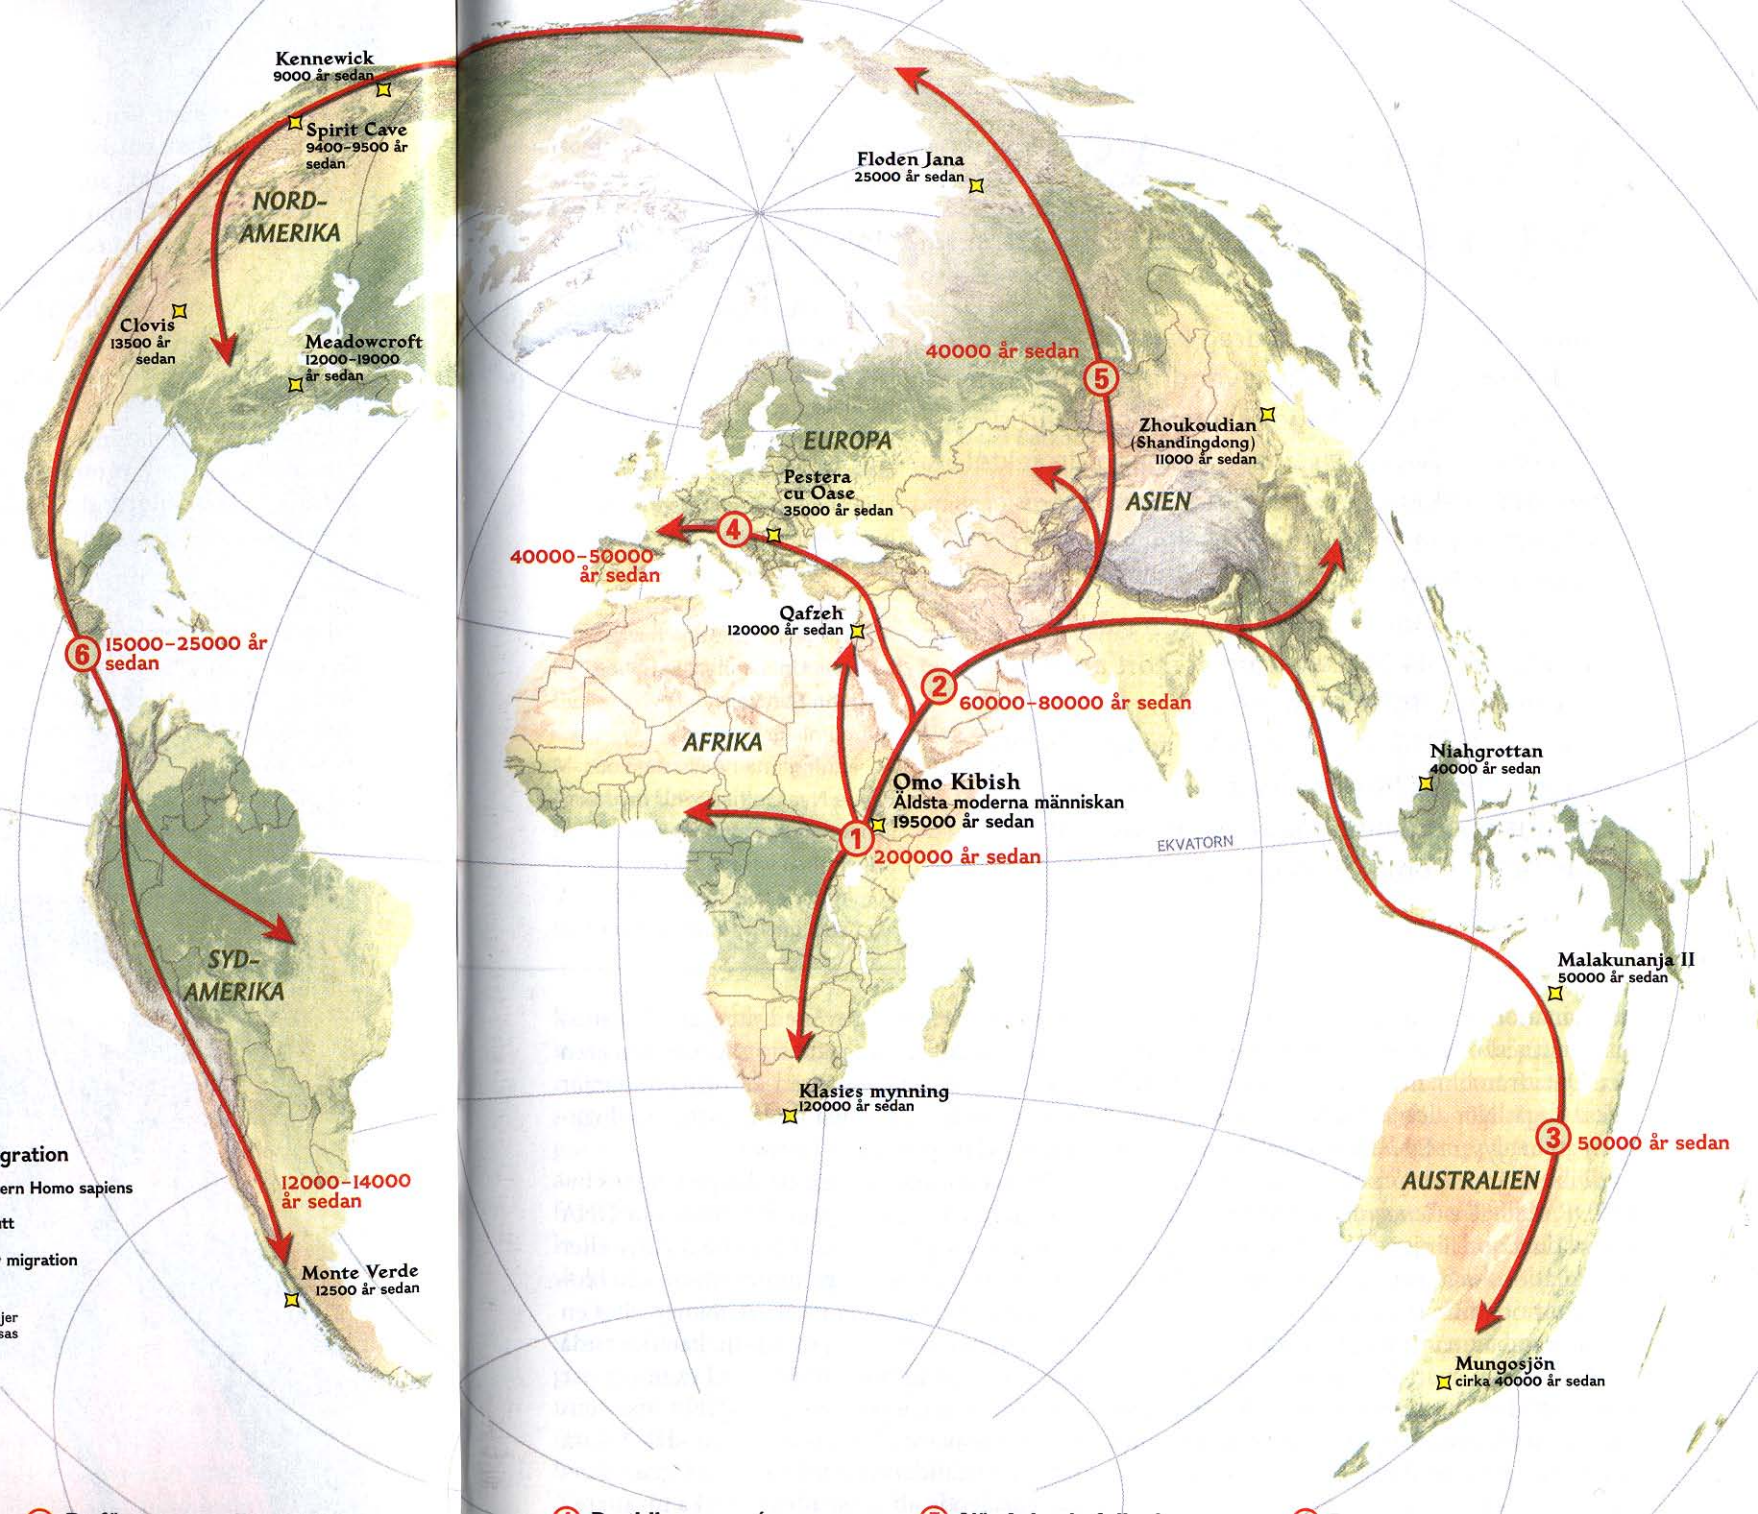 Kennewick
9000 år sedan
Spirit Cave
9400–9500 år
sedan
NORD-
AMERIKA
Clovis
13500 år
sedan
Meadowcroft
12000–19000
år sedan
6
15000–25000 år
sedan
SYD-
AMERIKA
12000–14000
år sedan
Monte Verde
12500 år sedan
gration
ern Homo sapiens
tt
migration
jer
sas
Floden Jana
25000 år sedan
40000 år sedan
5
Zhoukoudian
(Shandingdong)
11000 år sedan
EUROPA
ASIEN
Pestera
cu Oase
35000 år sedan
4
40000–50000
år sedan
Qafzeh
120000 år sedan
2
60000–80000 år sedan
AFRIKA
Omo Kibish
Äldsta moderna människan
195000 år sedan
1
200000 år sedan
EKVATORN
Niahgrottan
40000 år sedan
Malakunanja II
50000 år sedan
Klasies mynning
120000 år sedan
3
50000 år sedan
AUSTRALIEN
Mungosjön
cirka 40000 år sedan